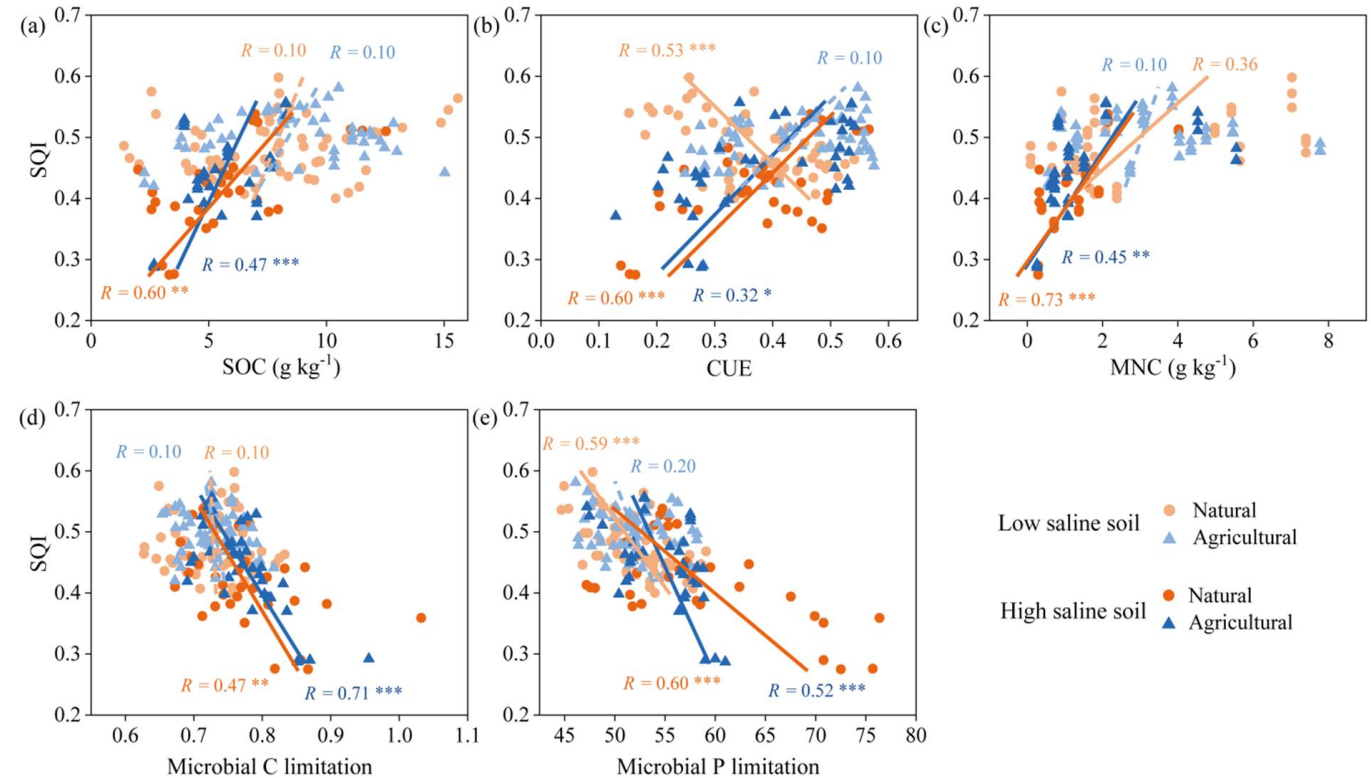 (a)
0.7
0.6
0.5
0.4
0.3
0.2
SQI
R = 0.10
R = 0.10
R = 0.47 ***
R = 0.60 **
0 5 10 15
SOC (g kg⁻¹)
(b)
0.7
0.6
0.5
0.4
0.3
0.2
R = 0.53 ***
R = 0.10
R = 0.60 ***
R = 0.32 *
0.0 0.1 0.2 0.3 0.4 0.5 0.6
CUE
(c)
0.7
0.6
0.5
0.4
0.3
0.2
R = 0.10
R = 0.36
R = 0.45 **
R = 0.73 ***
0 2 4 6 8
MNC (g kg⁻¹)
(d)
0.7
0.6
0.5
0.4
0.3
0.2
SQI
R = 0.10
R = 0.10
R = 0.47 **
R = 0.71 ***
0.6 0.7 0.8 0.9 1.0 1.1
Microbial C limitation
(e)
0.7
0.6
0.5
0.4
0.3
0.2
R = 0.59 ***
R = 0.20
R = 0.60 ***
R = 0.52 ***
45 50 55 60 65 70 75 80
Microbial P limitation
Low saline soil
Natural
Agricultural
High saline soil
Natural
Agricultural